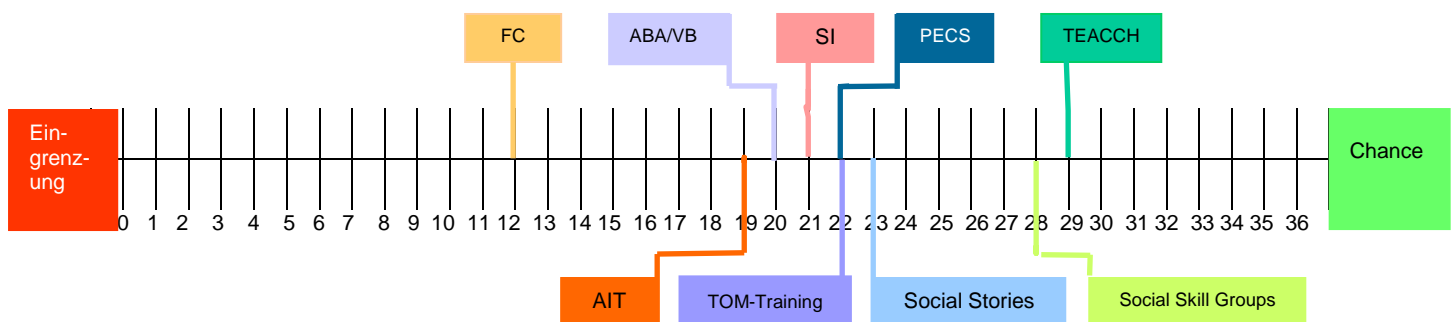 FC
ABA/VB
SI
PECS
TEACCH
Ein-
grenz-
ung
Chance
0 1 2 3 4 5 6 7 8 9 10 11 12 13 14 15 16 17 18 19 20 21 22 23 24 25 26 27 28 29 30 31 32 33 34 35 36
AIT
TOM-Training
Social Stories
Social Skill Groups